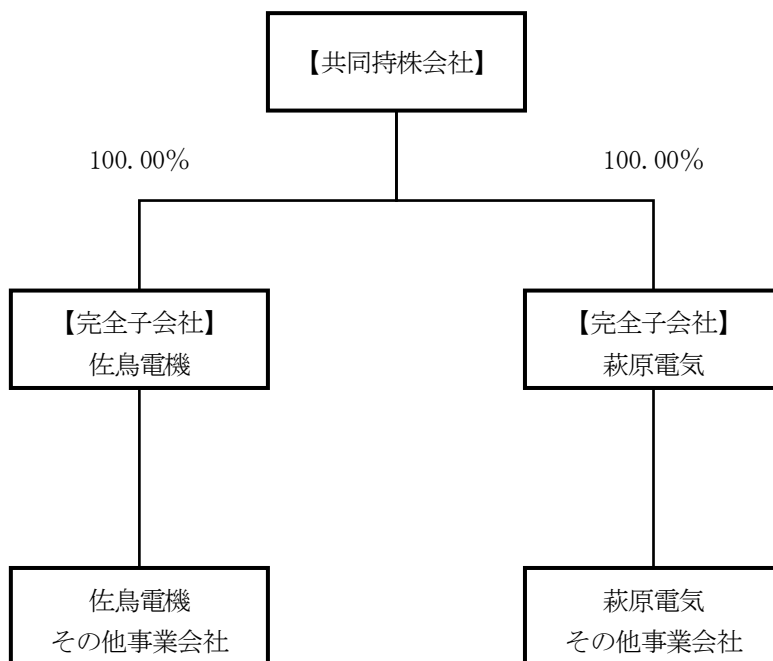 【共同持株会社】
100.00%
100.00%
【完全子会社】
佐鳥電機
【完全子会社】
萩原電気
佐鳥電機
その他事業会社
萩原電気
その他事業会社